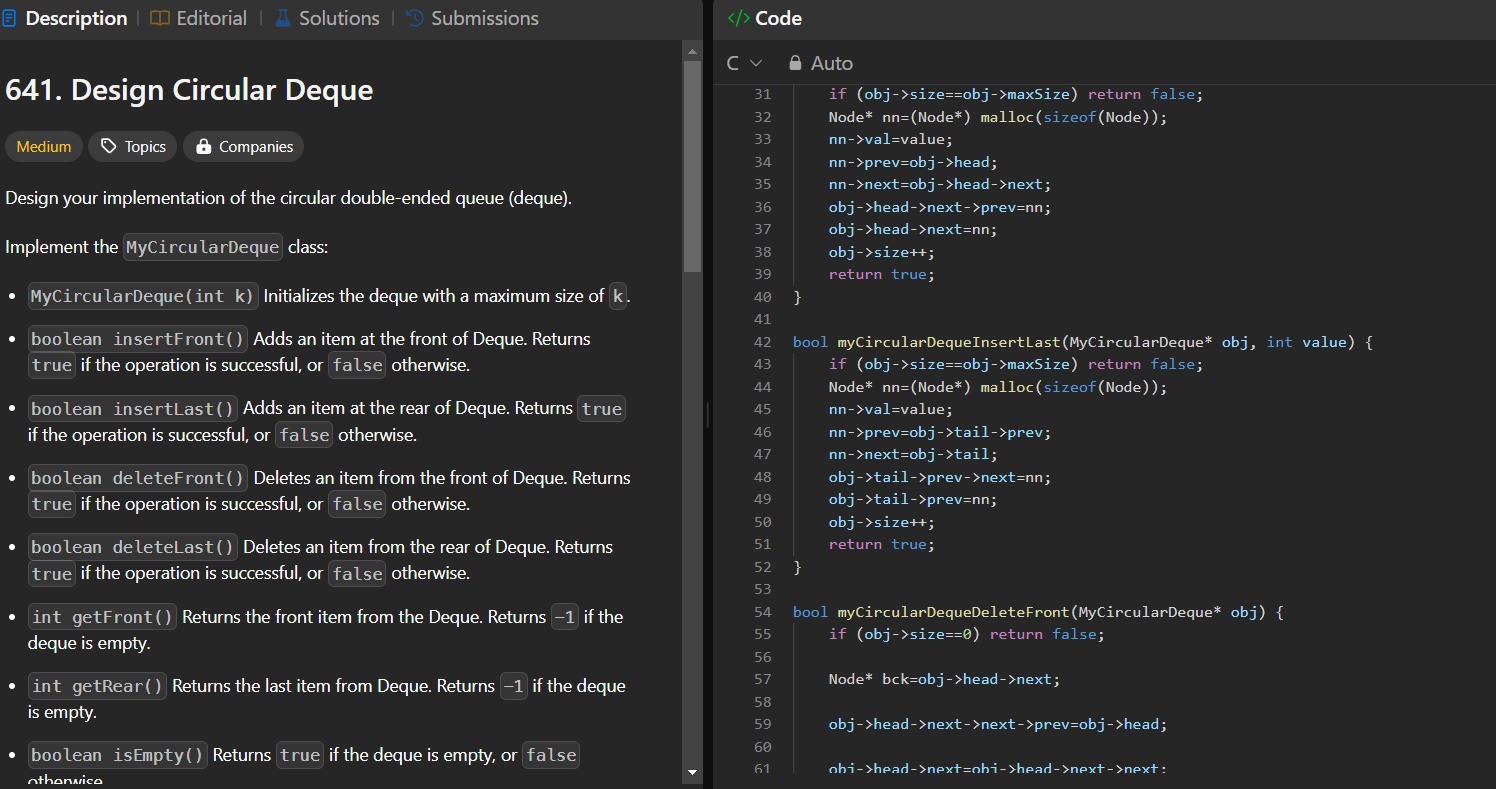 Description | Editorial | Solutions | Submissions
641. Design Circular Deque
Medium Topics Companies
Design your implementation of the circular double-ended queue (deque).
Implement the MyCircularDeque class:
• MyCircularDeque(int k) Initializes the deque with a maximum size of k.
• boolean insertFront() Adds an item at the front of Deque. Returns
true if the operation is successful, or false otherwise.
• boolean insertLast() Adds an item at the rear of Deque. Returns true
if the operation is successful, or false otherwise.
• boolean deleteFront() Deletes an item from the front of Deque. Returns
true if the operation is successful, or false otherwise.
• boolean deleteLast() Deletes an item from the rear of Deque. Returns
true if the operation is successful, or false otherwise.
• int getFront() Returns the front item from the Deque. Returns -1 if the
deque is empty.
• int getRear() Returns the last item from Deque. Returns -1 if the deque
is empty.
• boolean isEmpty() Returns true if the deque is empty, or false
otherwise
</> Code
C Auto
31 if (obj->size==obj->maxSize) return false;
32 Node* nn=(Node*) malloc(sizeof(Node));
33 nn->val=value;
34 nn->prev=obj->head;
35 nn->next=obj->head->next;
36 obj->head->next->prev=nn;
37 obj->head->next=nn;
38 obj->size++;
39 return true;
40 }
41
42 bool myCircularDequeInsertLast(MyCircularDeque* obj, int value) {
43 if (obj->size==obj->maxSize) return false;
44 Node* nn=(Node*) malloc(sizeof(Node));
45 nn->val=value;
46 nn->prev=obj->tail->prev;
47 nn->next=obj->tail;
48 obj->tail->prev->next=nn;
49 obj->tail->prev=nn;
50 obj->size++;
51 return true;
52 }
53
54 bool myCircularDequeDeleteFront(MyCircularDeque* obj) {
55 if (obj->size==0) return false;
56
57 Node* bck=obj->head->next;
58
59 obj->head->next->next->prev=obj->head;
60
61 obj->head->next=obj->head->next->next;